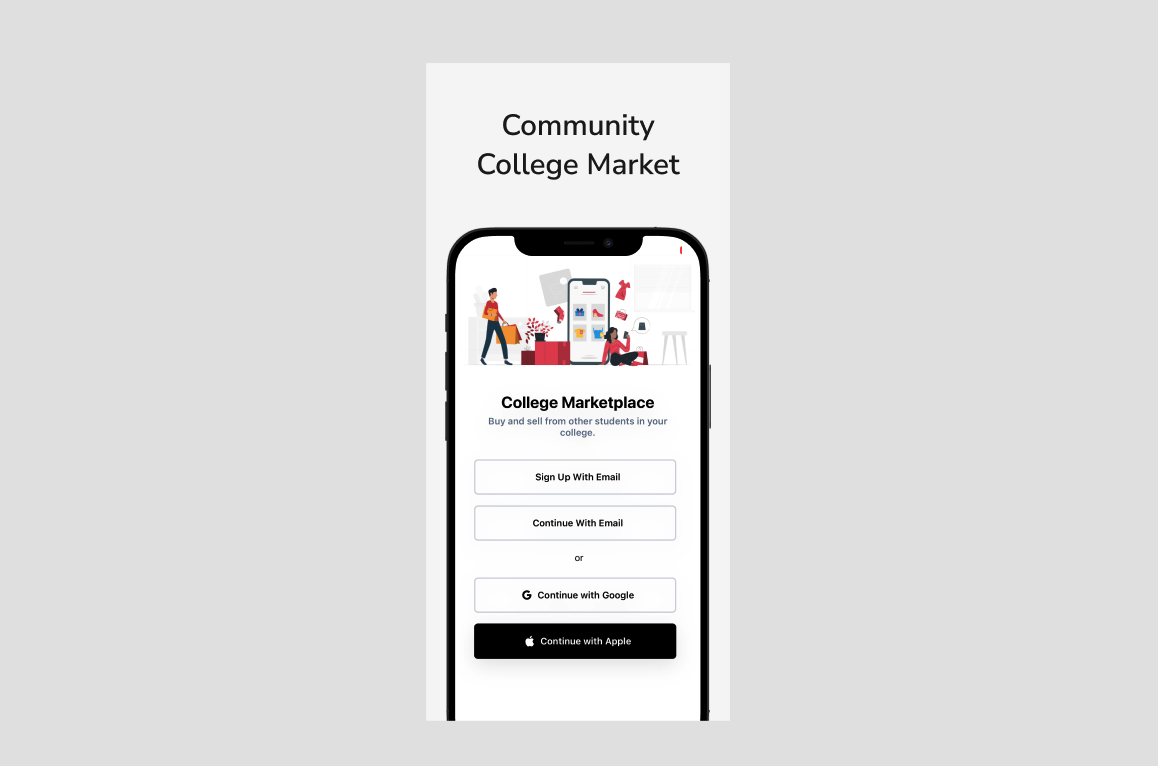 Community
College Market
College Marketplace
Buy and sell from other students in your
college.
Sign Up With Email
Continue With Email
or
Continue with Google
Continue with Apple